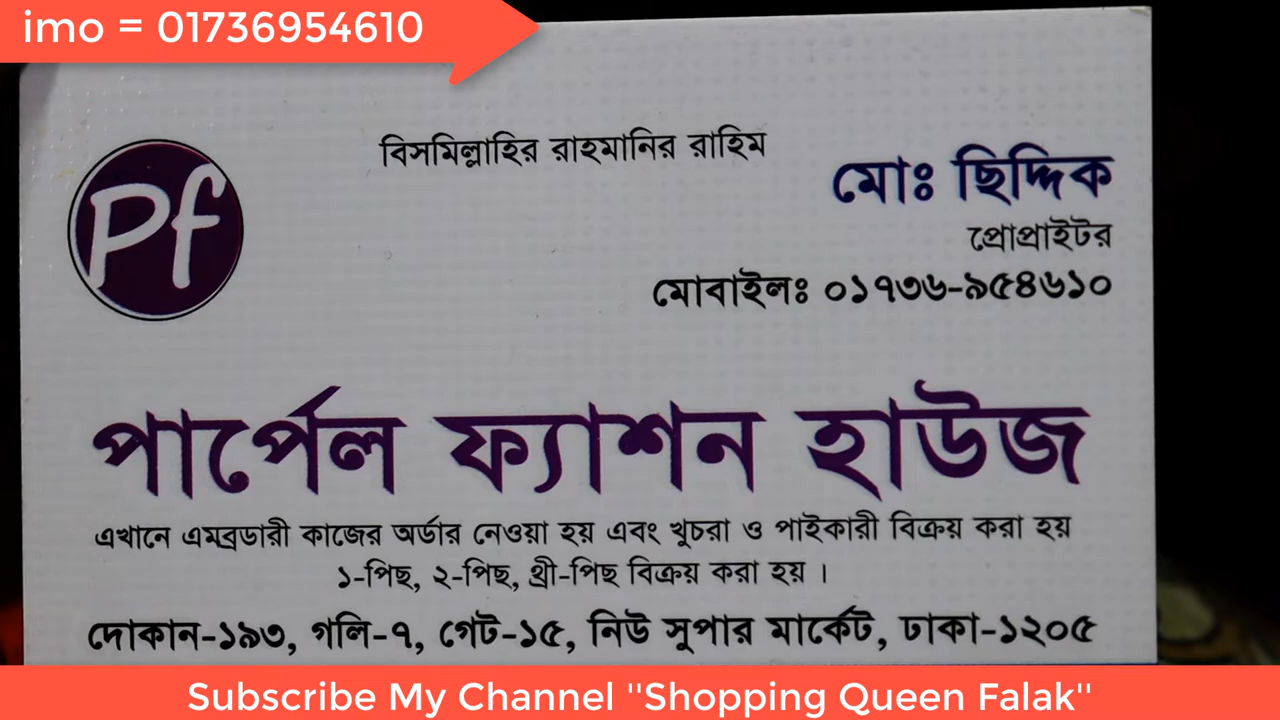 imo = 01736954610
বিসমিল্লাহির রাহমানির রাহিম
Pf
মোঃ ছিদ্দিক
প্রোপ্রাইটর
মোবাইলঃ ০১৭৩৬-৯৫৪৬১০
পার্পেল ফ্যাশন হাউজ
এখানে এমব্রডারী কাজের অর্ডার নেওয়া হয় এবং খুচরা ও পাইকারী বিক্রয় করা হয়
১-পিছ, ২-পিছ, থ্রী-পিছ বিক্রয় করা হয় ।
দোকান-১৯৩, গলি-৭, গেট-১৫, নিউ সুপার মার্কেট, ঢাকা-১২০৫
Subscribe My Channel "Shopping Queen Falak"